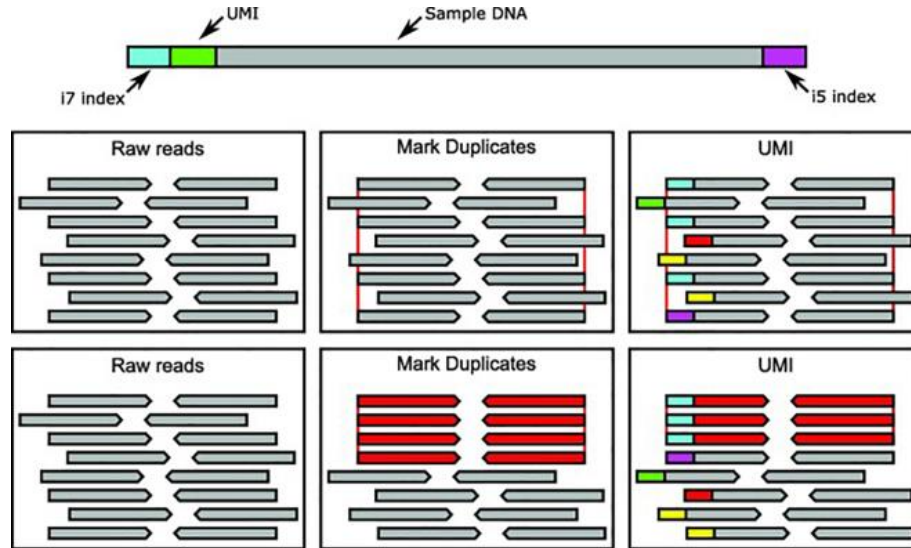 UMI
Sample DNA
i7 index
i5 index
Raw reads
Mark Duplicates
UMI
Raw reads
Mark Duplicates
UMI